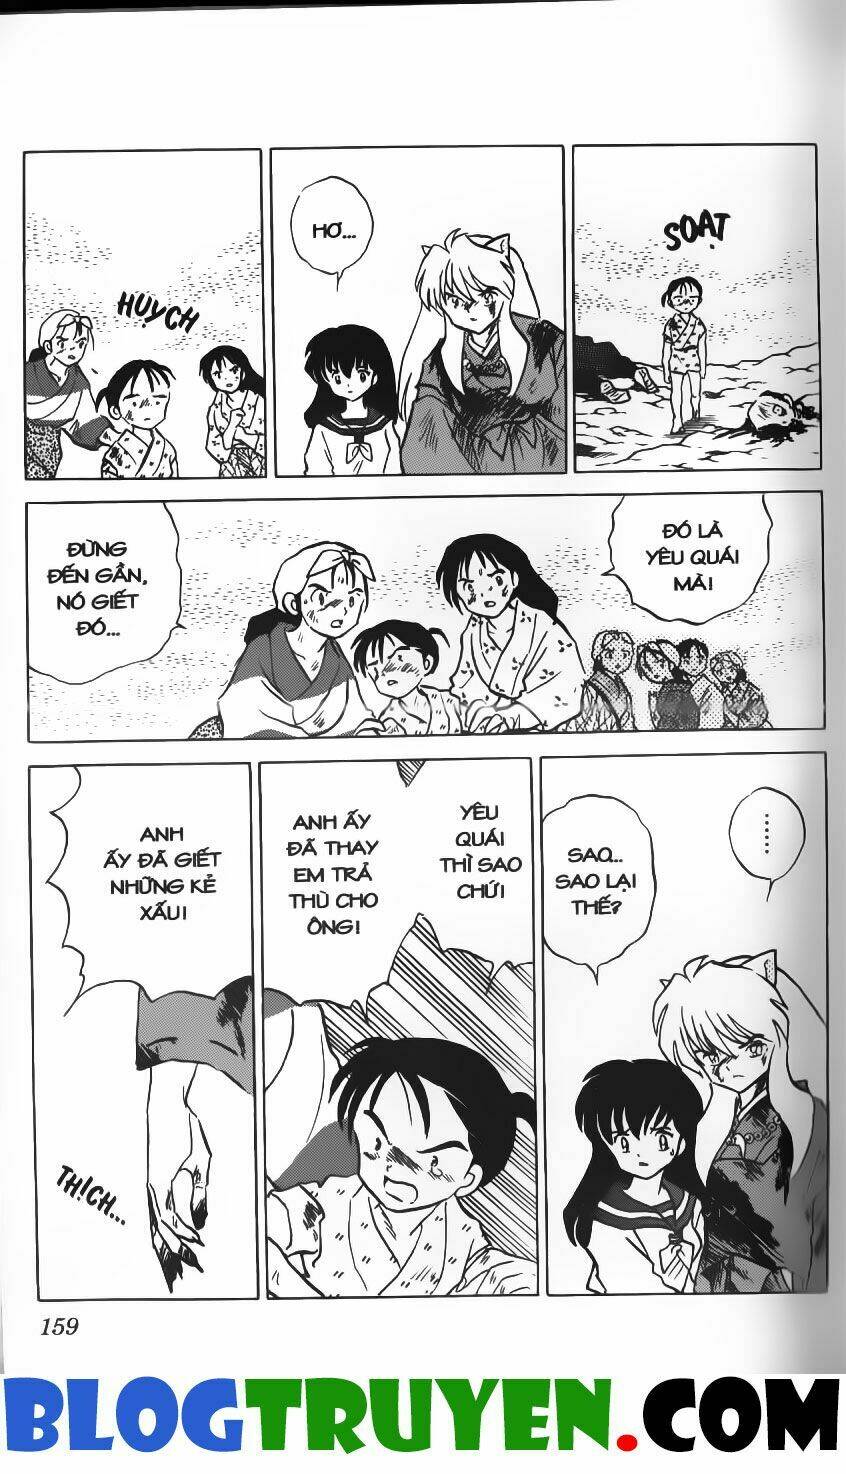 SOẠT
HƠ...
HUỴCH
ĐÓ LÀ
YÊU QUÁI
MÀ!
ĐỪNG
ĐẾN GẦN,
NÓ GIẾT
ĐÓ...
......
SAO...
SAO LẠI
THẾ?
YÊU
QUÁI
THÌ SAO
CHỨ!
ANH ẤY
ĐÃ THAY
EM TRẢ
THÙ CHO
ÔNG!
ANH
ẤY ĐÃ GIẾT
NHỮNG KẺ
XẤU!
THỊCH...
159
BLOGTRUYEN.COM